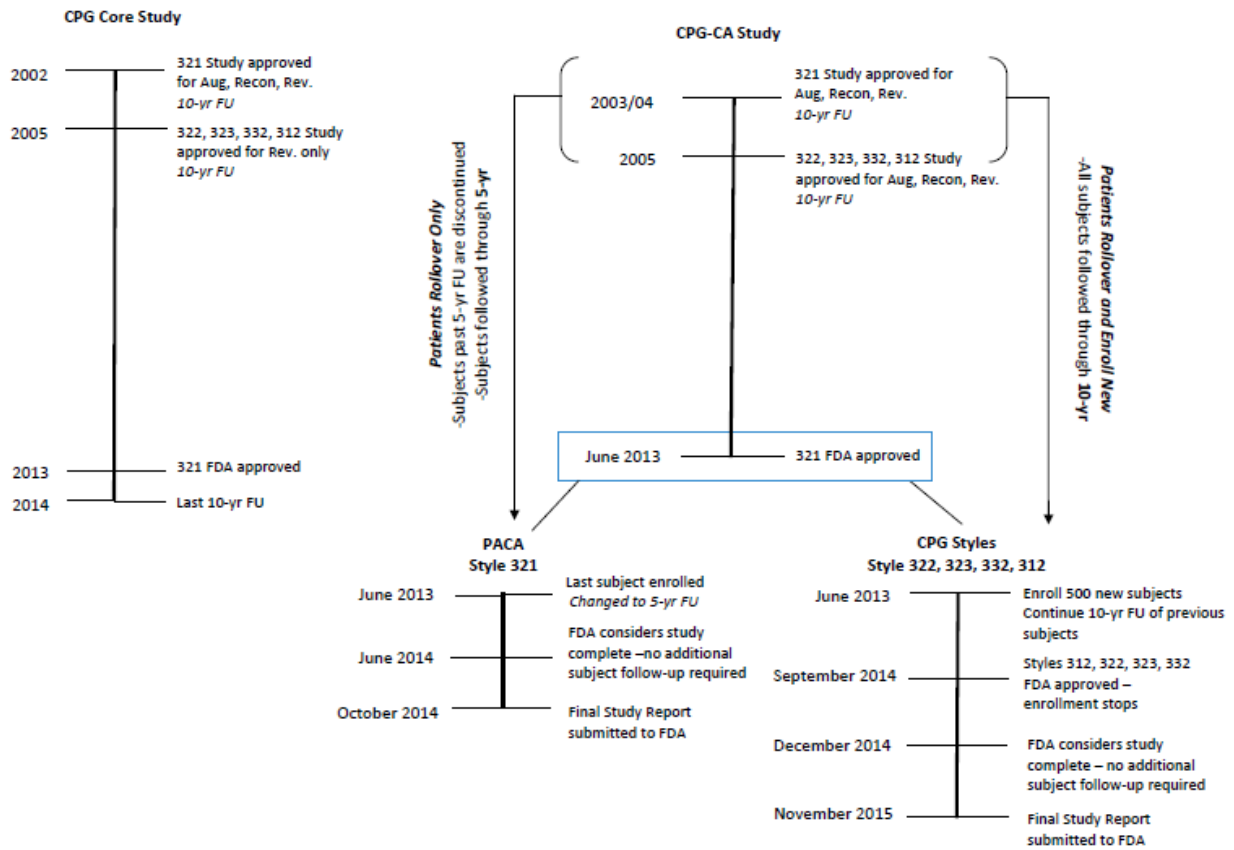 CPG Core Study
2002
321 Study approved
for Aug, Recon, Rev.
10-yr FU
2005
322, 323, 332, 312 Study
approved for Rev. only
10-yr FU
2013
321 FDA approved
2014
Last 10-yr FU
CPG-CA Study
2003/04
321 Study approved for
Aug, Recon, Rev.
10-yr FU
2005
322, 323, 332, 312 Study
approved for Aug, Recon, Rev.
10-yr FU
Patients Rollover Only
-Subjects past 5-yr FU are discontinued
-Subjects followed through 5-yr
Patients Rollover and Enroll New
-All subjects followed through 10-yr
June 2013
321 FDA approved
PACA
Style 321
June 2013
Last subject enrolled
Changed to 5-yr FU
June 2014
FDA considers study
complete –no additional
subject follow-up required
October 2014
Final Study Report
submitted to FDA
CPG Styles
Style 322, 323, 332, 312
June 2013
Enroll 500 new subjects
Continue 10-yr FU of previous
subjects
September 2014
Styles 312, 322, 323, 332
FDA approved –
enrollment stops
December 2014
FDA considers study
complete – no additional
subject follow-up required
November 2015
Final Study Report
submitted to FDA